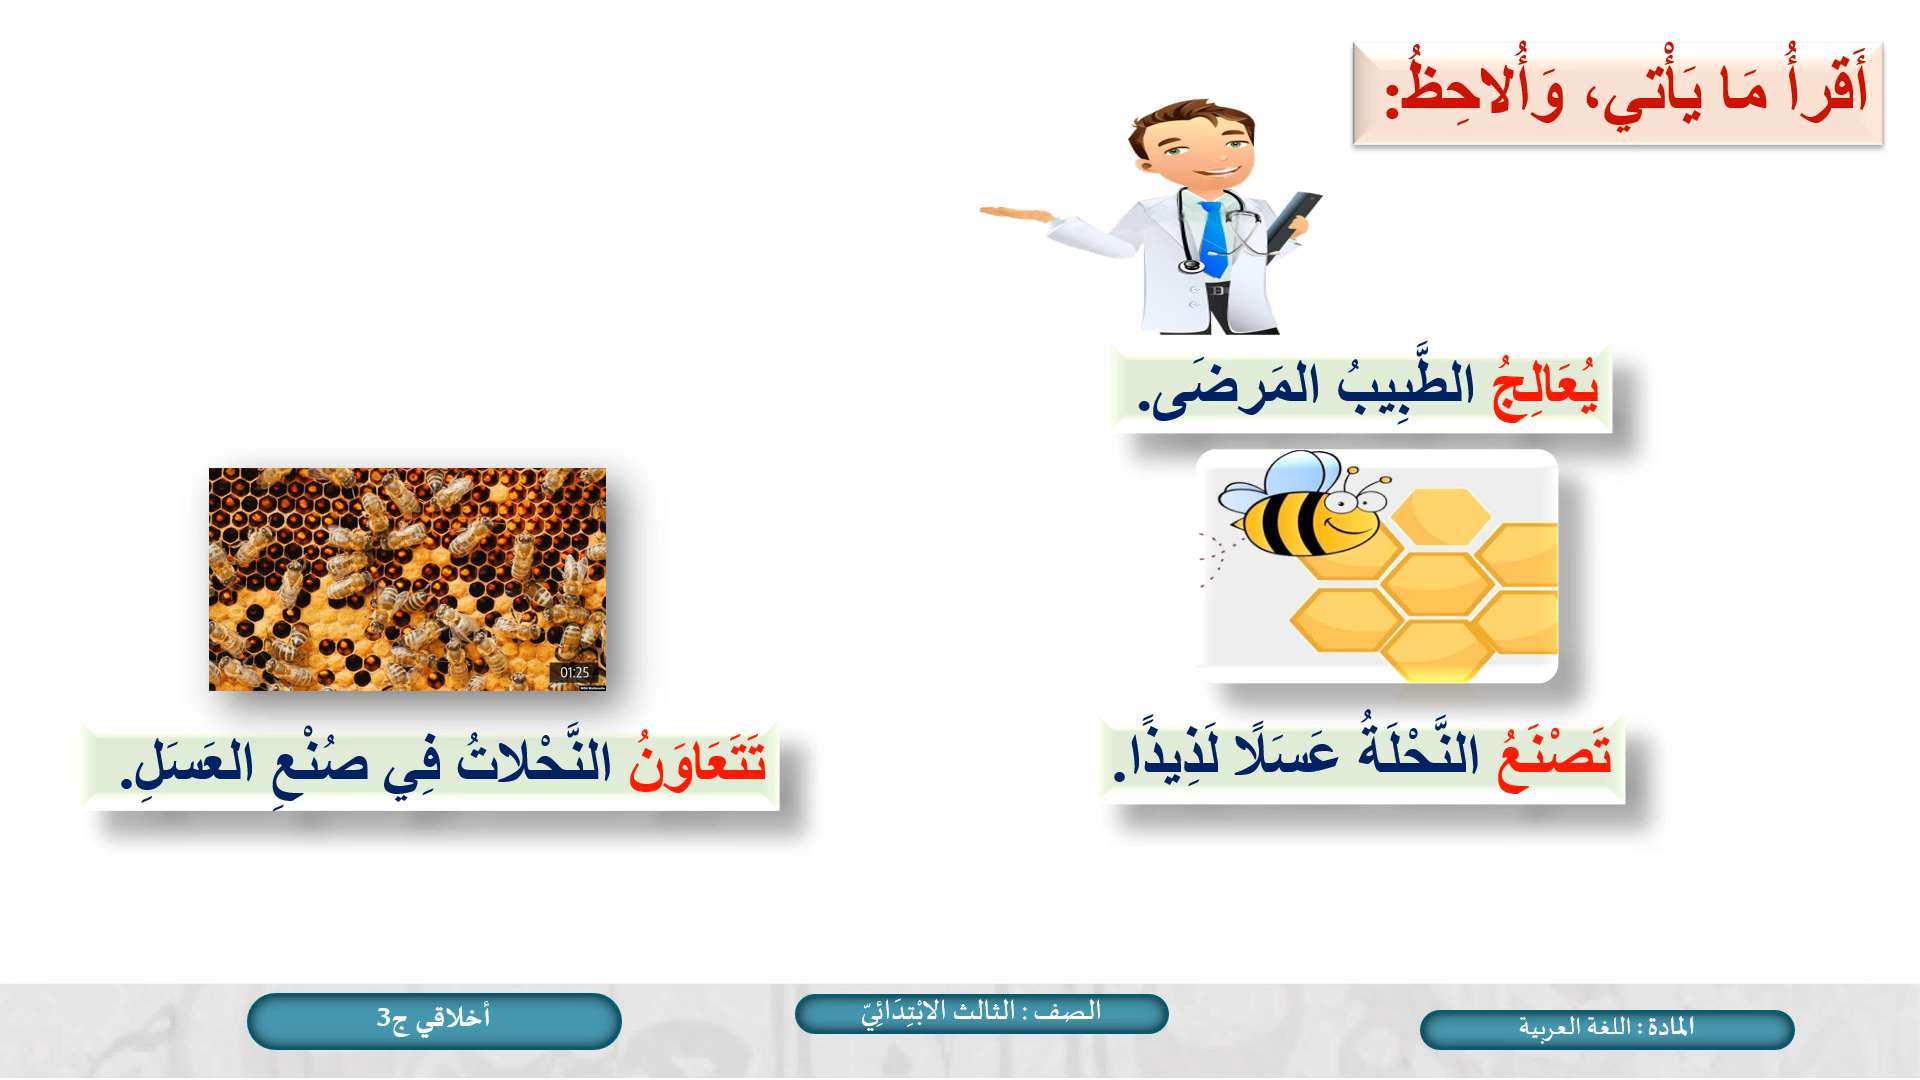 أَقْرأُ مَا يَأْتي، وَأُلاحِظُ:
يُعَالِجُ الطَّبِيبُ المَرضَى.
تَصْنَعُ النَّحْلَةُ عَسَلًا لَذِيذًا.
تَتَعَاوَنُ النَّحْلاتُ فِي صُنْعِ العَسَلِ.
01:25
المادة : اللغة العربية
الصف : الثالث الابْتِدَائِيّ
أخلاقي ج3